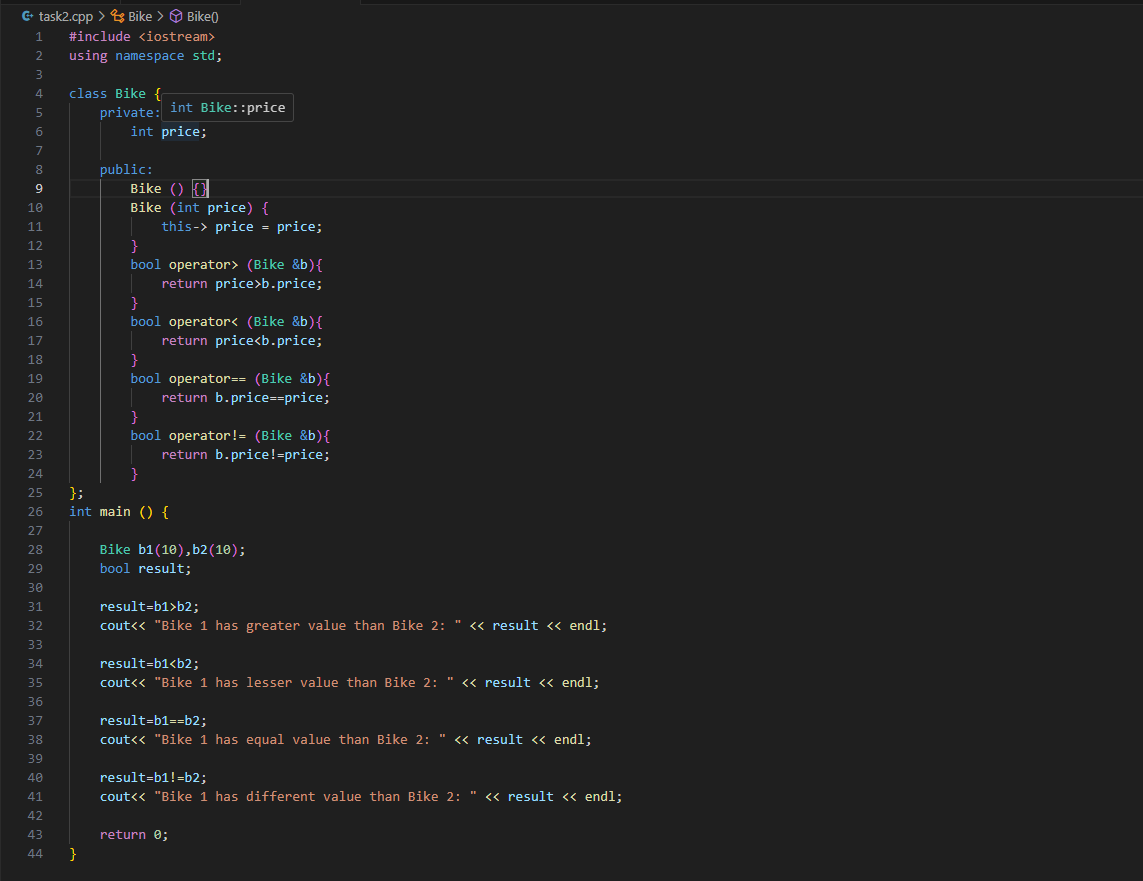 task2.cpp > Bike > Bike()
1 #include <iostream>
2 using namespace std;
3
4 class Bike {
5 private:
int Bike::price
6 int price;
7
8 public:
9 Bike () {}
10 Bike (int price) {
11 this-> price = price;
12 }
13 bool operator> (Bike &b){
14 return price>b.price;
15 }
16 bool operator< (Bike &b){
17 return price<b.price;
18 }
19 bool operator== (Bike &b){
20 return b.price==price;
21 }
22 bool operator!= (Bike &b){
23 return b.price!=price;
24 }
25 };
26 int main () {
27
28 Bike b1(10),b2(10);
29 bool result;
30
31 result=b1>b2;
32 cout<< "Bike 1 has greater value than Bike 2: " << result << endl;
33
34 result=b1<b2;
35 cout<< "Bike 1 has lesser value than Bike 2: " << result << endl;
36
37 result=b1==b2;
38 cout<< "Bike 1 has equal value than Bike 2: " << result << endl;
39
40 result=b1!=b2;
41 cout<< "Bike 1 has different value than Bike 2: " << result << endl;
42
43 return 0;
44 }